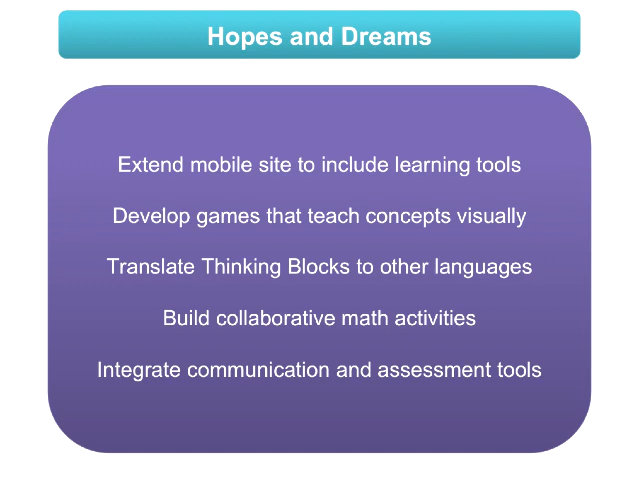 Hopes and Dreams
Extend mobile site to include learning tools
Develop games that teach concepts visually
Translate Thinking Blocks to other languages
Build collaborative math activities
Integrate communication and assessment tools